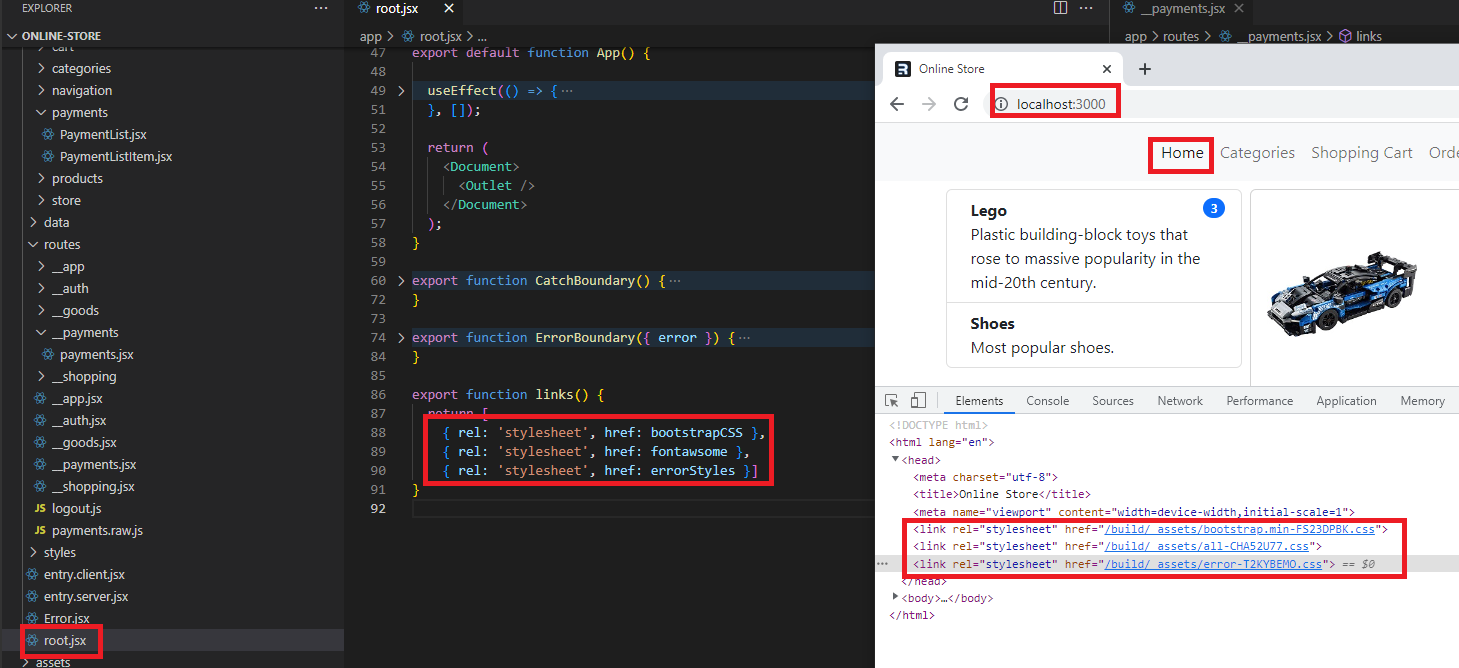 EXPLORER
ONLINE-STORE
cart
categories
navigation
payments
PaymentList.jsx
PaymentListItem.jsx
products
store
data
routes
__app
__auth
__goods
__payments
payments.jsx
__shopping
__app.jsx
__auth.jsx
__goods.jsx
__payments.jsx
__shopping.jsx
JS logout.js
JS payments.raw.js
styles
entry.client.jsx
entry.server.jsx
Error.jsx
root.jsx
assets
root.jsx
app > root.jsx > ...
47 export default function App() {
48
49 useEffect(() => { ...
51 }, []);
52
53 return (
54 <Document>
55 <Outlet />
56 </Document>
57 );
58 }
59
60 export function CatchBoundary() { ...
72 }
73
74 export function ErrorBoundary({ error }) { ...
84 }
85
86 export function links() {
87 return [
88 { rel: 'stylesheet', href: bootstrapCSS },
89 { rel: 'stylesheet', href: fontawsome },
90 { rel: 'stylesheet', href: errorStyles }]
91 }
92
__payments.jsx
app > routes > __payments.jsx > links
Online Store
localhost:3000
Home Categories Shopping Cart Orde
Lego 3
Plastic building-block toys that
rose to massive popularity in the
mid-20th century.
Shoes
Most popular shoes.
Elements Console Sources Network Performance Application Memory
<!DOCTYPE html>
<html lang="en">
<head>
<meta charset="utf-8">
<title>Online Store</title>
<meta name="viewport" content="width=device-width,initial-scale=1">
<link rel="stylesheet" href="/build/_assets/bootstrap.min-FS23DPBK.css">
<link rel="stylesheet" href="/build/_assets/all-CHA52U77.css">
<link rel="stylesheet" href="/build/_assets/error-T2KYBEMO.css"> == $0
</head>
<body>…</body>
</html>